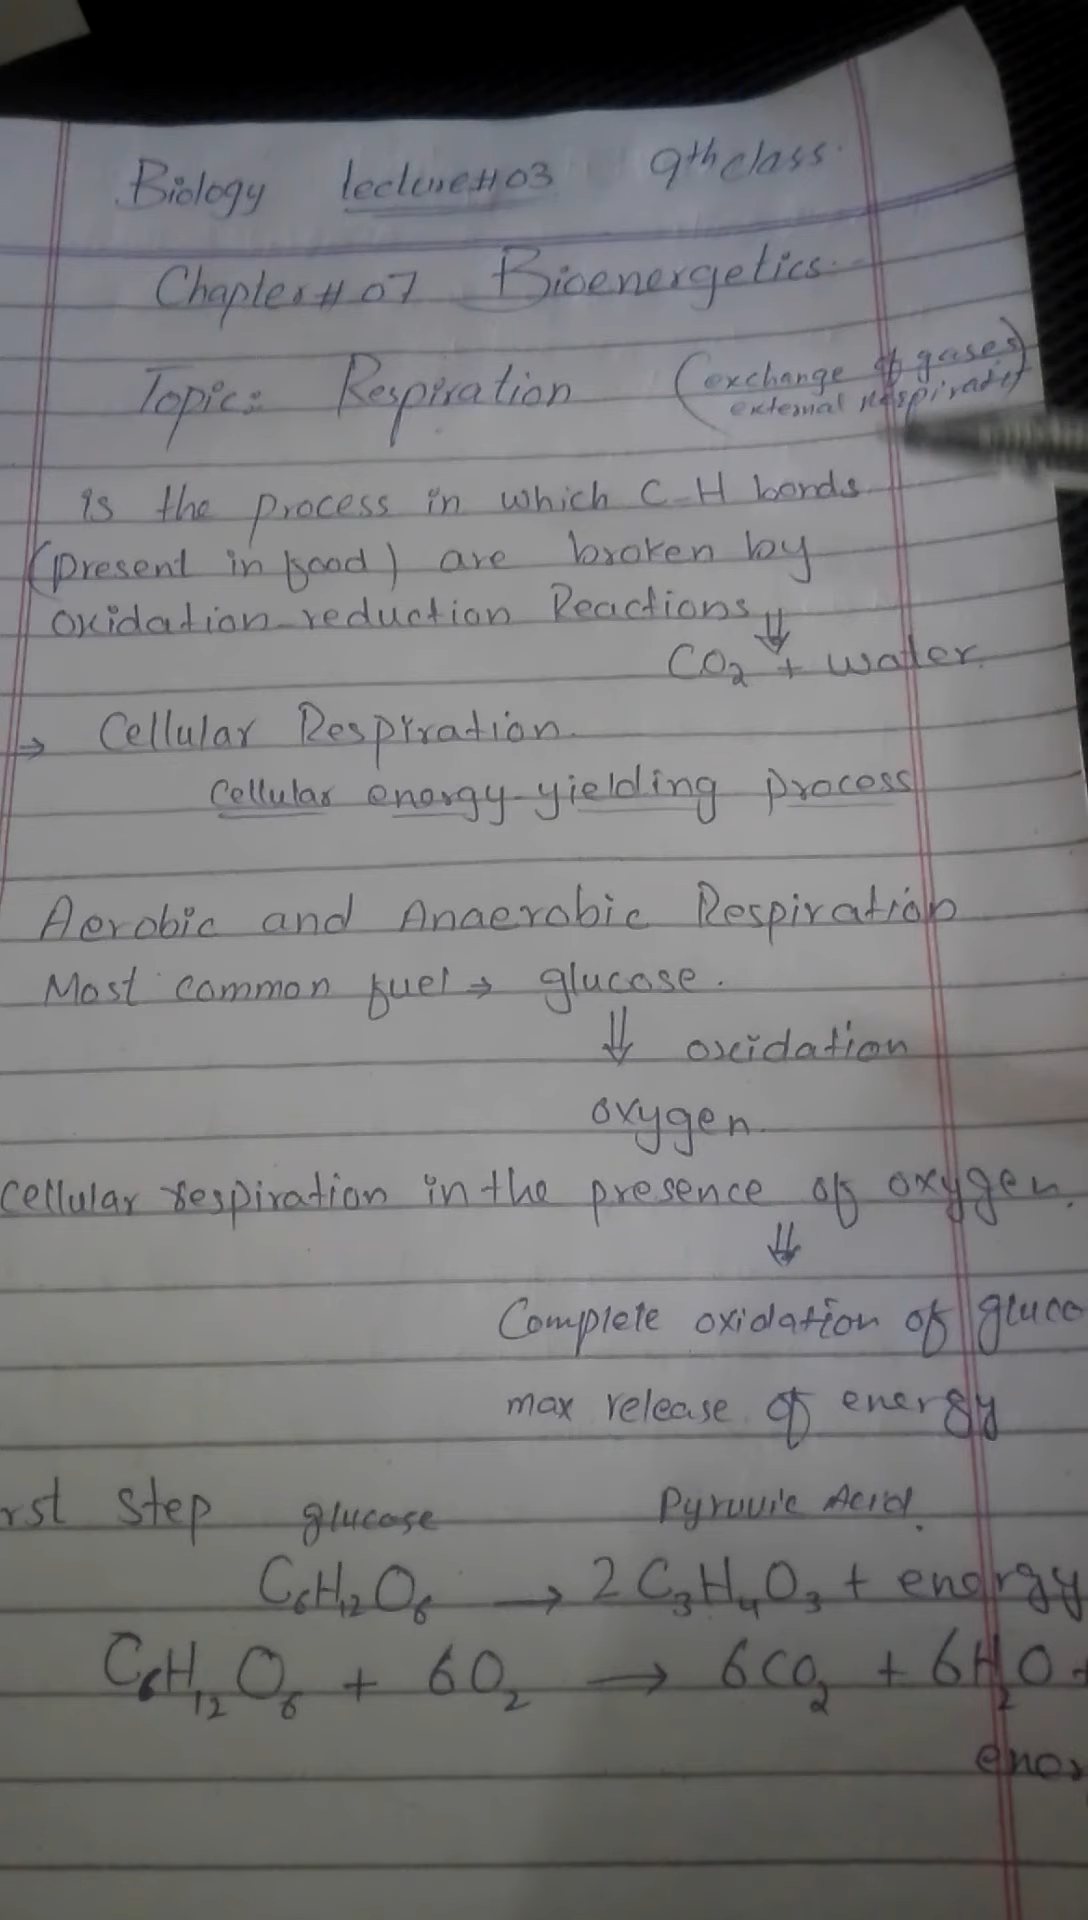 Biology lecture#03 9th class
Chapter# 07 Bioenergetics
Topic: Respiration (exchange of gases)
external respiration
is the process in which C-H bonds
(present in food) are broken by
oxidation-reduction Reactions ⇓
CO₂ + water
→ Cellular Respiration.
Cellular energy-yielding process
Aerobic and Anaerobic Respiration
Most common fuel → glucose.
⇓ oxidation
oxygen
cellular respiration in the presence of oxygen.
⇓
Complete oxidation of gluco
max release of energy
rst Step glucose Pyruvic Acid.
C₆H₁₂O₆ → 2C₃H₄O₃ + energy
C₆H₁₂O₆ + 6O₂ → 6CO₂ + 6H₂O +
ener